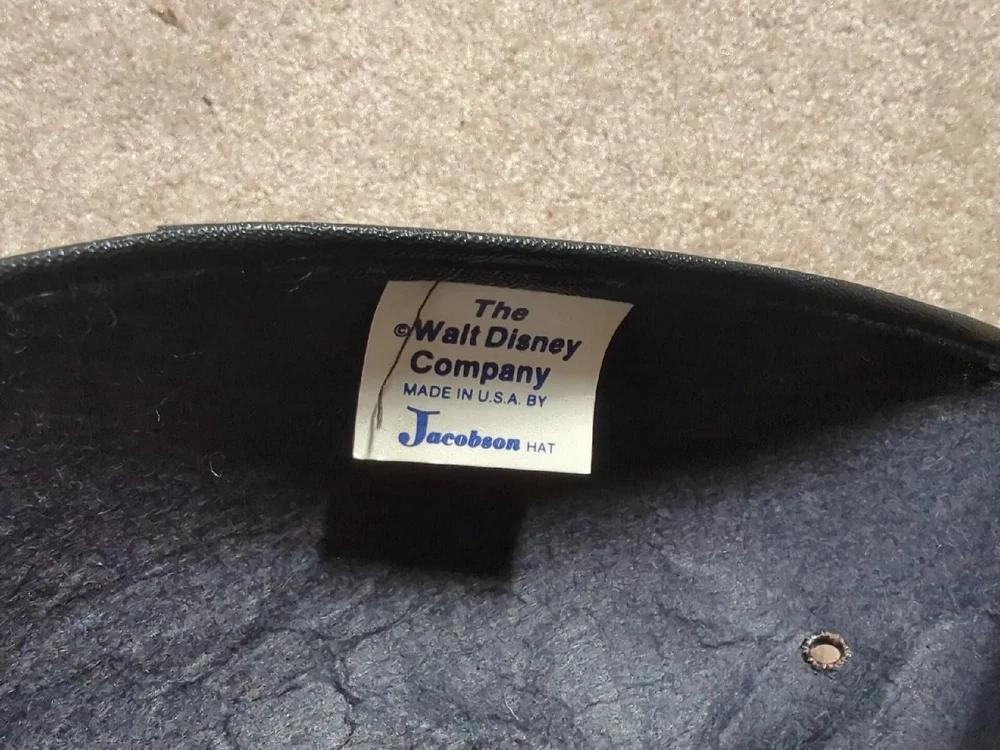 The
©Walt Disney
Company
MADE IN U.S.A. BY
Jacobson HAT